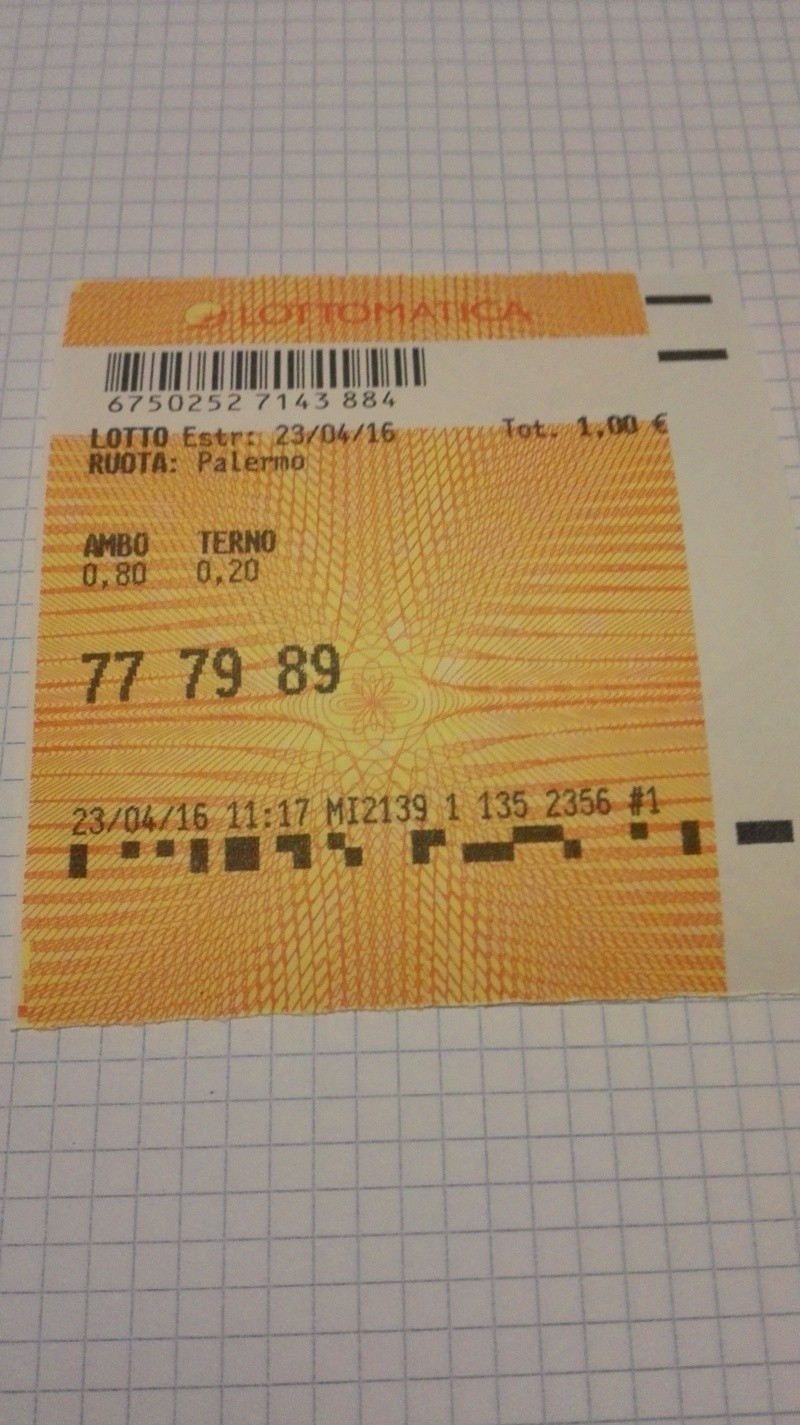 LOTTOMATICA
6750252 7143 884
LOTTO Estr: 23/04/16 Tot. 1,00 €
RUOTA: Palermo
AMBO TERNO
0,80 0,20
77 79 89
23/04/16 11:17 MI2139 1 135 2356 #1